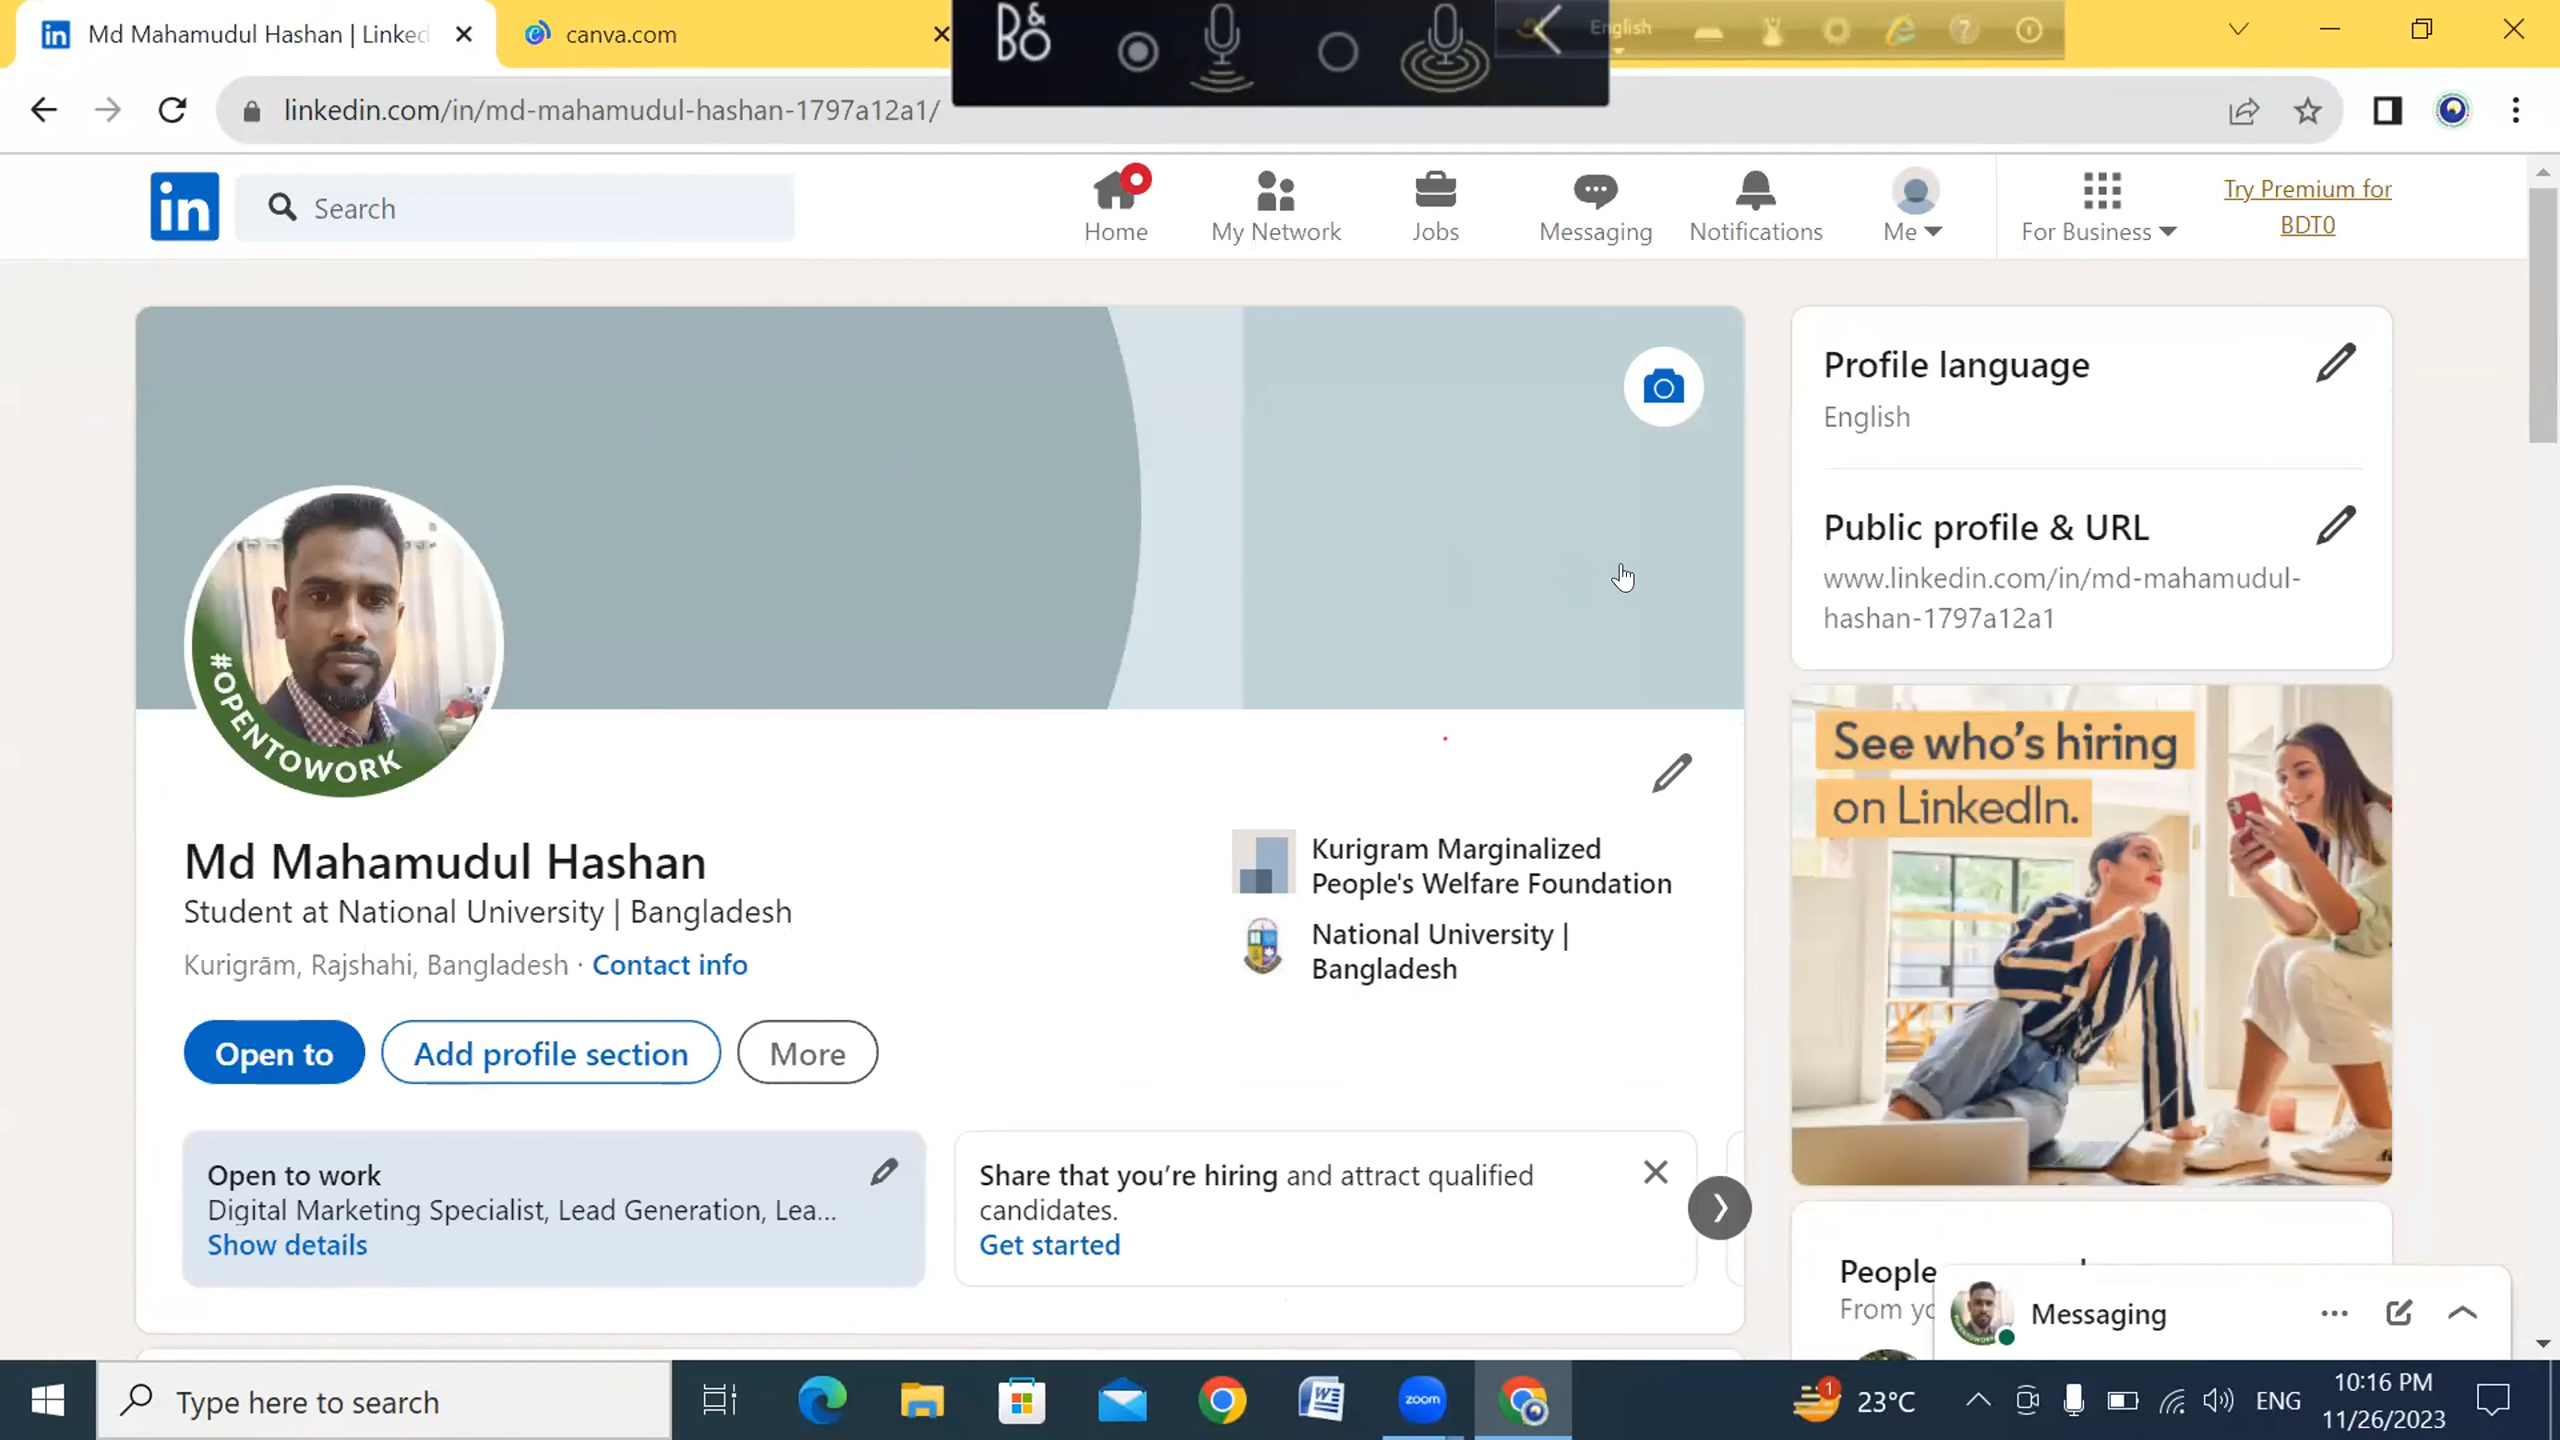 Md Mahamudul Hashan | Linked
canva.com
B&O
English
linkedin.com/in/md-mahamudul-hashan-1797a12a1/
in
Search
Home
My Network
Jobs
Messaging
Notifications
Me
For Business
Try Premium for
BDT0
#OPENTOWORK
Md Mahamudul Hashan
Student at National University | Bangladesh
Kurigrām, Rajshahi, Bangladesh · Contact info
Kurigram Marginalized
People's Welfare Foundation
National University |
Bangladesh
Open to
Add profile section
More
Open to work
Digital Marketing Specialist, Lead Generation, Lea...
Show details
Share that you're hiring and attract qualified
candidates.
Get started
Profile language
English
Public profile & URL
www.linkedin.com/in/md-mahamudul-
hashan-1797a12a1
See who's hiring
on LinkedIn.
People
Messaging
Type here to search
zoom
1
23°C
ENG
10:16 PM
11/26/2023